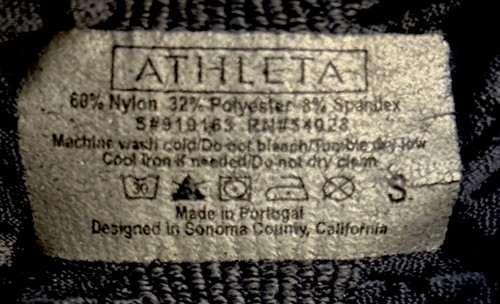 ATHLETA
60% Nylon 32% Polyester 8% Spandex
S#919163 RN#54023
Machine wash cold/Do not bleach/Tumble dry low
Cool Iron if needed/Do not dry clean
30 S
Made in Portugal
Designed in Sonoma County, California